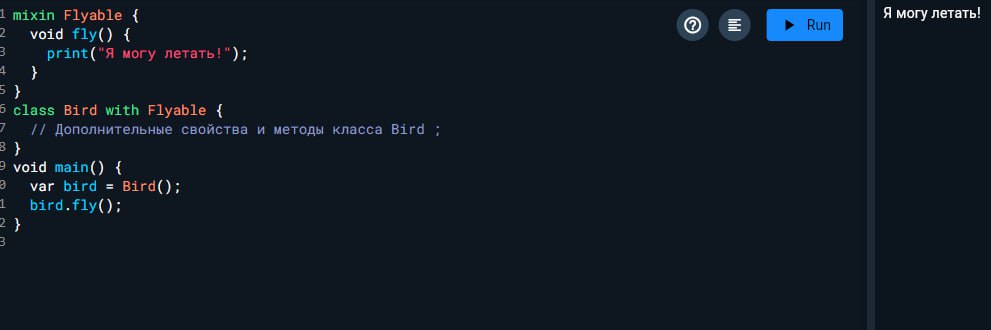 1 mixin Flyable {
2   void fly() {
3     print("Я могу летать!");
4   }
5 }
6 class Bird with Flyable {
7   // Дополнительные свойства и методы класса Bird ;
8 }
9 void main() {
0   var bird = Bird();
1   bird.fly();
2 }
3
Run
Я могу летать!